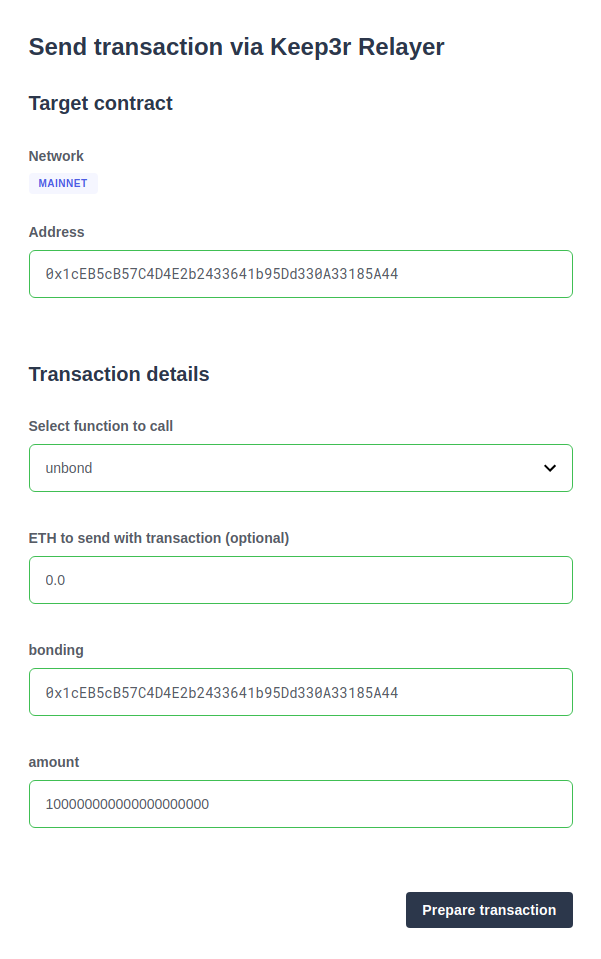 Send transaction via Keep3r Relayer
Target contract
Network
MAINNET
Address
0x1cEB5cB57C4D4E2b2433641b95Dd330A33185A44
Transaction details
Select function to call
unbond
ETH to send with transaction (optional)
0.0
bonding
0x1cEB5cB57C4D4E2b2433641b95Dd330A33185A44
amount
100000000000000000000
Prepare transaction